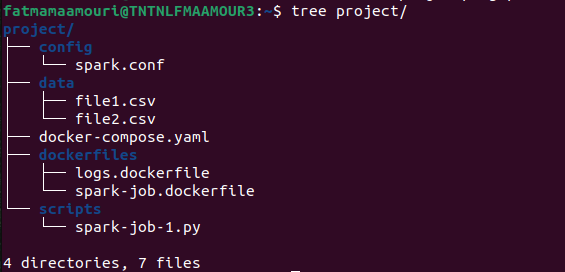 fatmamaamouri@TNTNLFMAAMOUR3:~$ tree project/
project/
├── config
│   └── spark.conf
├── data
│   ├── file1.csv
│   └── file2.csv
├── docker-compose.yaml
├── dockerfiles
│   ├── logs.dockerfile
│   └── spark-job.dockerfile
└── scripts
    └── spark-job-1.py
4 directories, 7 files